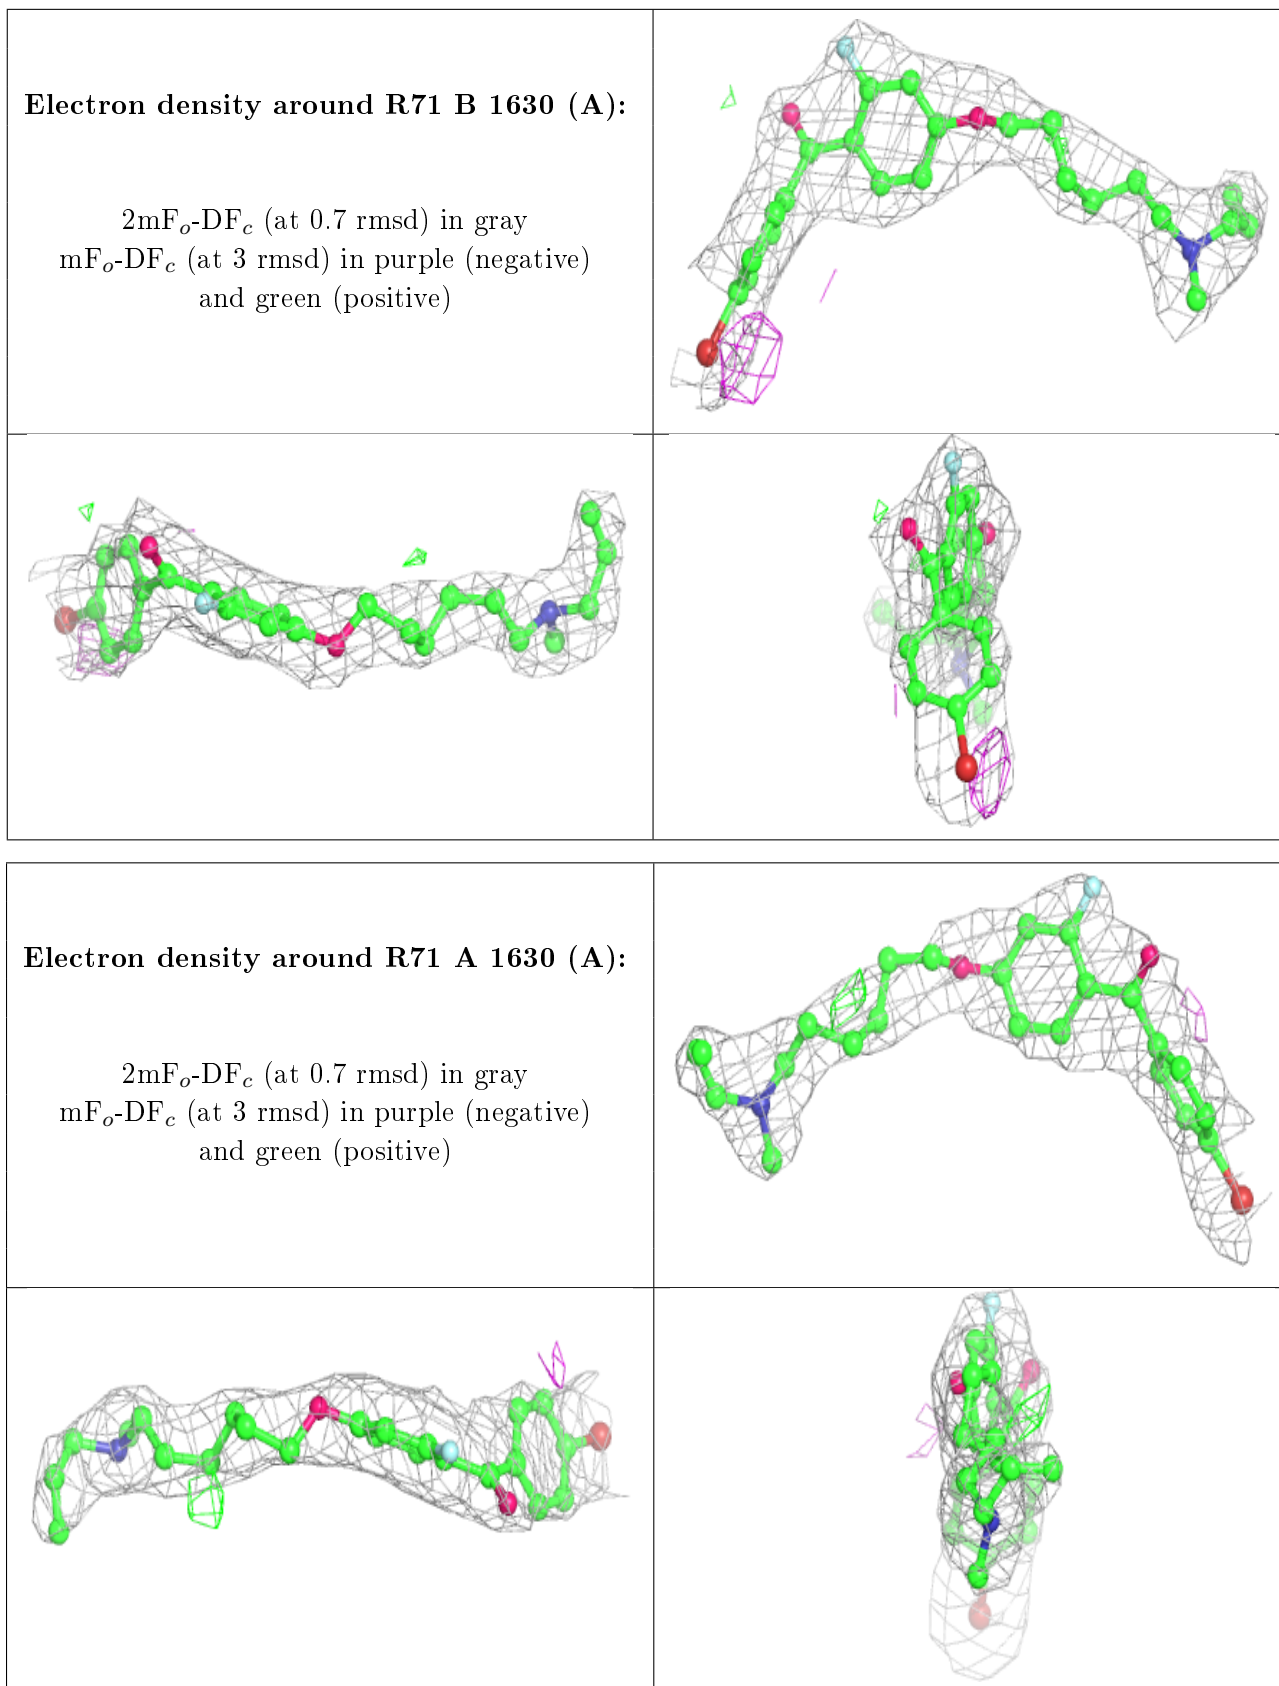 Electron density around R71 B 1630 (A):
2mFo-DFc (at 0.7 rmsd) in gray
mFo-DFc (at 3 rmsd) in purple (negative)
and green (positive)
Electron density around R71 A 1630 (A):
2mFo-DFc (at 0.7 rmsd) in gray
mFo-DFc (at 3 rmsd) in purple (negative)
and green (positive)